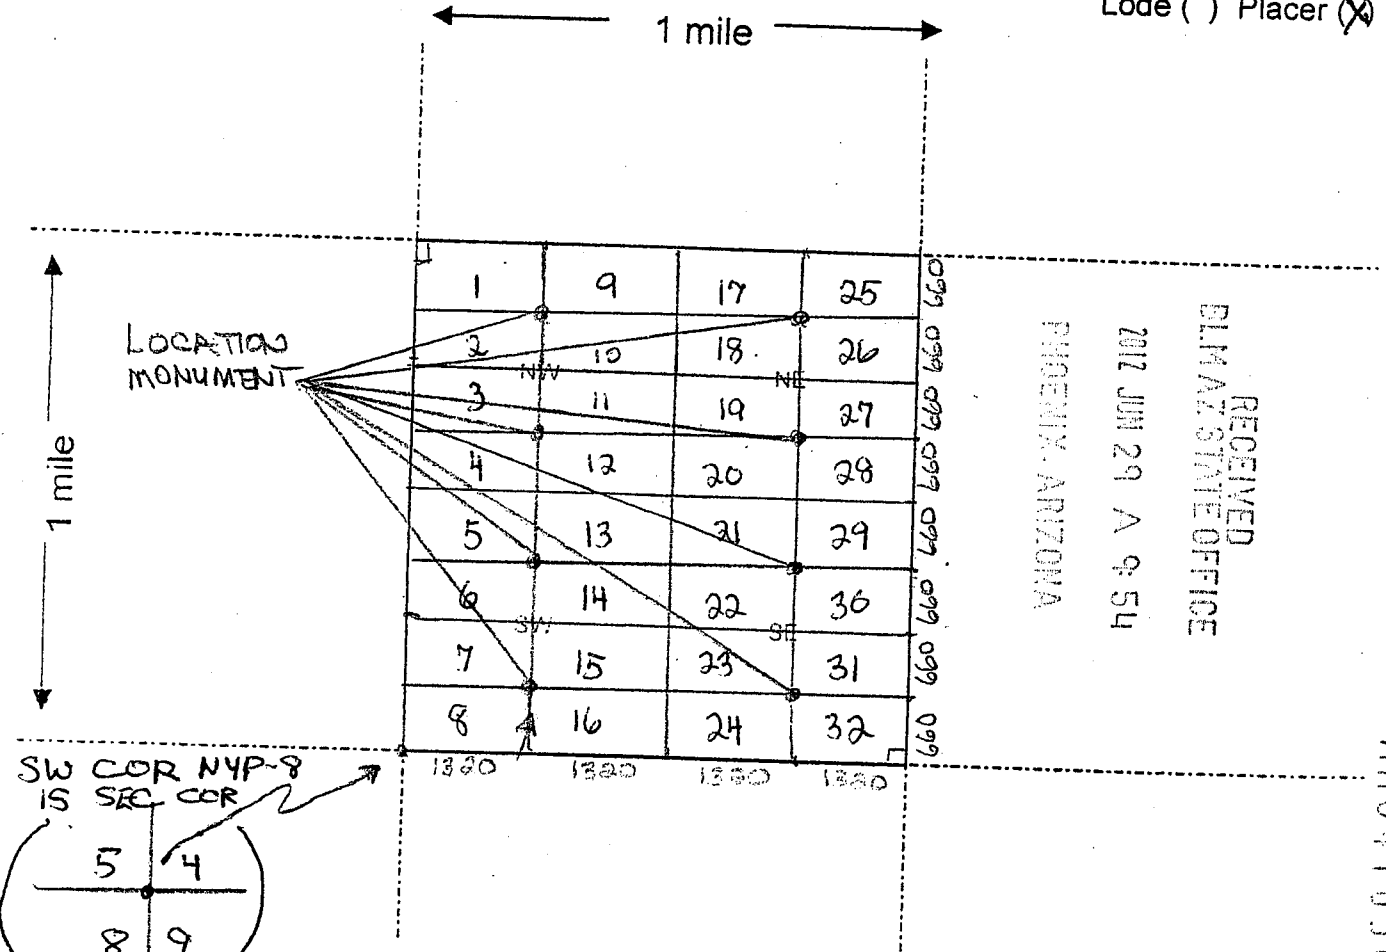 Lode ( ) Placer (X)
1 mile
1 9 17 25 660
LOCATION
MONUMENT
2 10 18 26 660
NW NE
3 11 19 27 660
1 mile
4 12 20 28 660
5 13 21 29 660
6 14 22 30 660
SW SE
7 15 23 31 660
8 16 24 32 660
1320 1320 1320 1320
SW COR NYP-8
IS SEC COR
5 4
8 9
RECEIVED
BLM AZ STATE OFFICE
2012 JUN 29 A 9:54
PHOENIX, ARIZONA